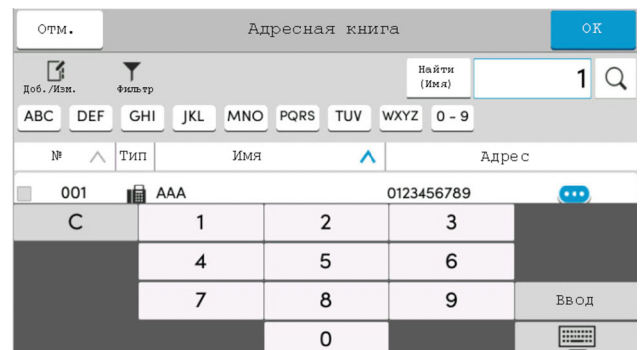 Отм.
Адресная книга
OK
Доб./Изм.
Фильтр
Найти
(Имя)
1
ABC DEF GHI JKL MNO PQRS TUV WXYZ 0 - 9
№ Тип Имя Адрес
001 AAA 0123456789
C 1 2 3
4 5 6
7 8 9 Ввод
0